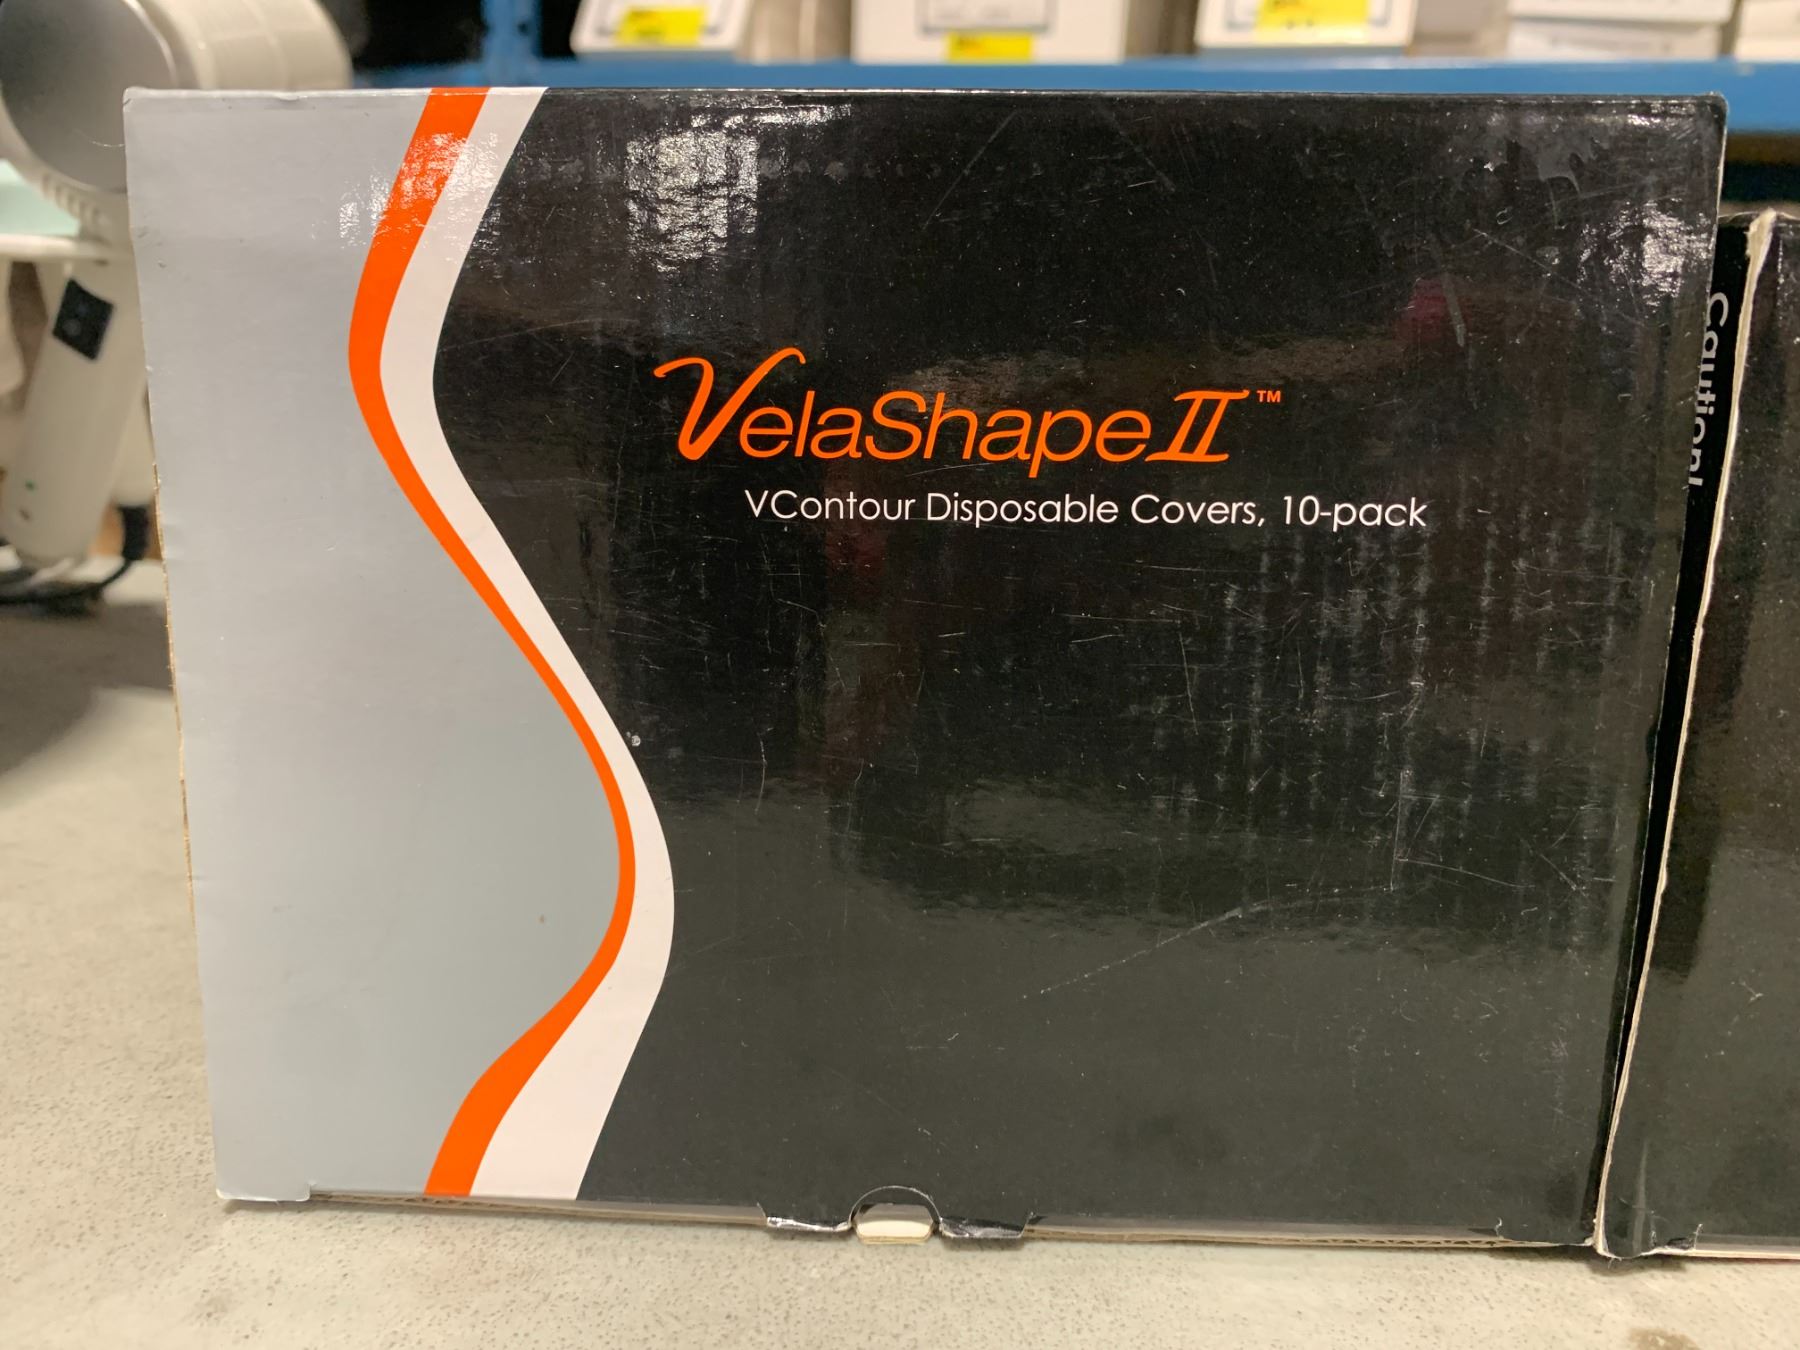 VelaShape II™
VContour Disposable Covers, 10-pack
Caution!